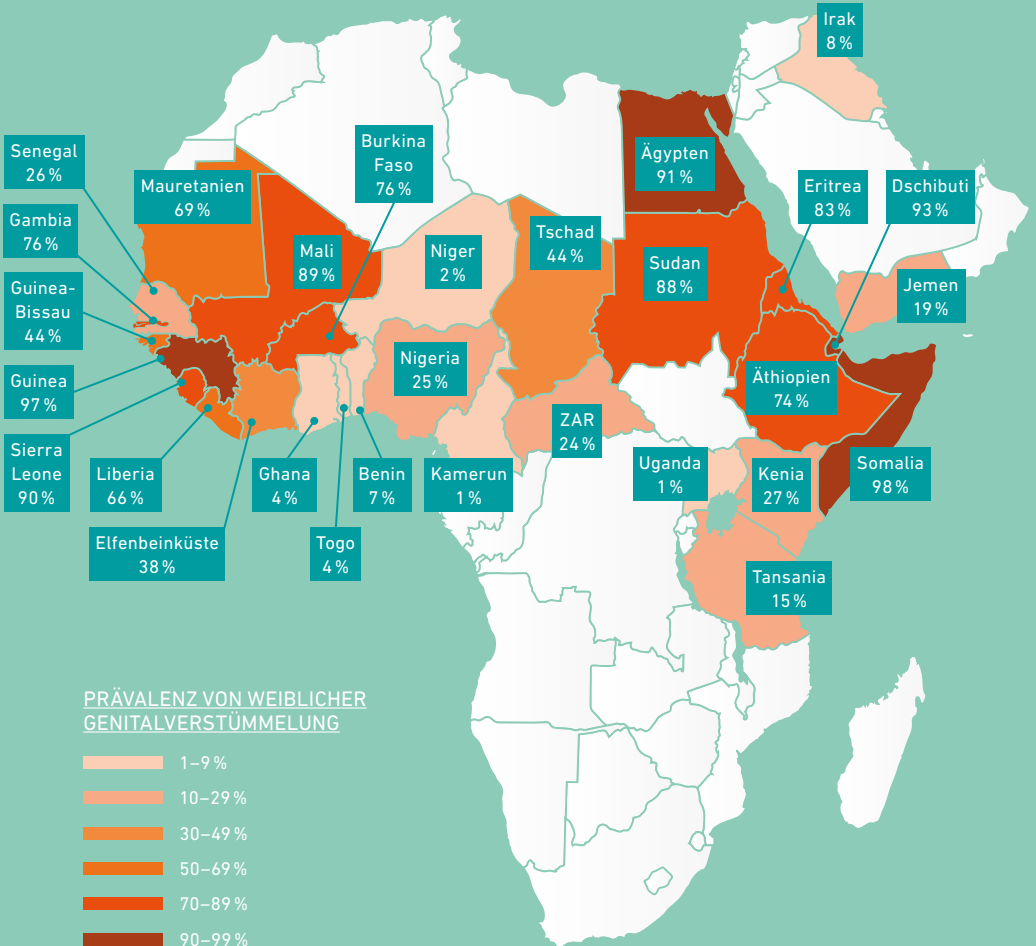 Irak
8 %
Senegal
26 %
Mauretanien
69 %
Burkina
Faso
76 %
Ägypten
91 %
Eritrea
83 %
Dschibuti
93 %
Gambia
76 %
Mali
89 %
Niger
2 %
Tschad
44 %
Sudan
88 %
Jemen
19 %
Guinea-
Bissau
44 %
Guinea
97 %
Nigeria
25 %
Äthiopien
74 %
ZAR
24 %
Sierra
Leone
90 %
Liberia
66 %
Ghana
4 %
Benin
7 %
Kamerun
1 %
Uganda
1 %
Kenia
27 %
Somalia
98 %
Elfenbeinküste
38 %
Togo
4 %
Tansania
15 %
PRÄVALENZ VON WEIBLICHER
GENITALVERSTÜMMELUNG
1–9 %
10–29 %
30–49 %
50–69 %
70–89 %
90–99 %